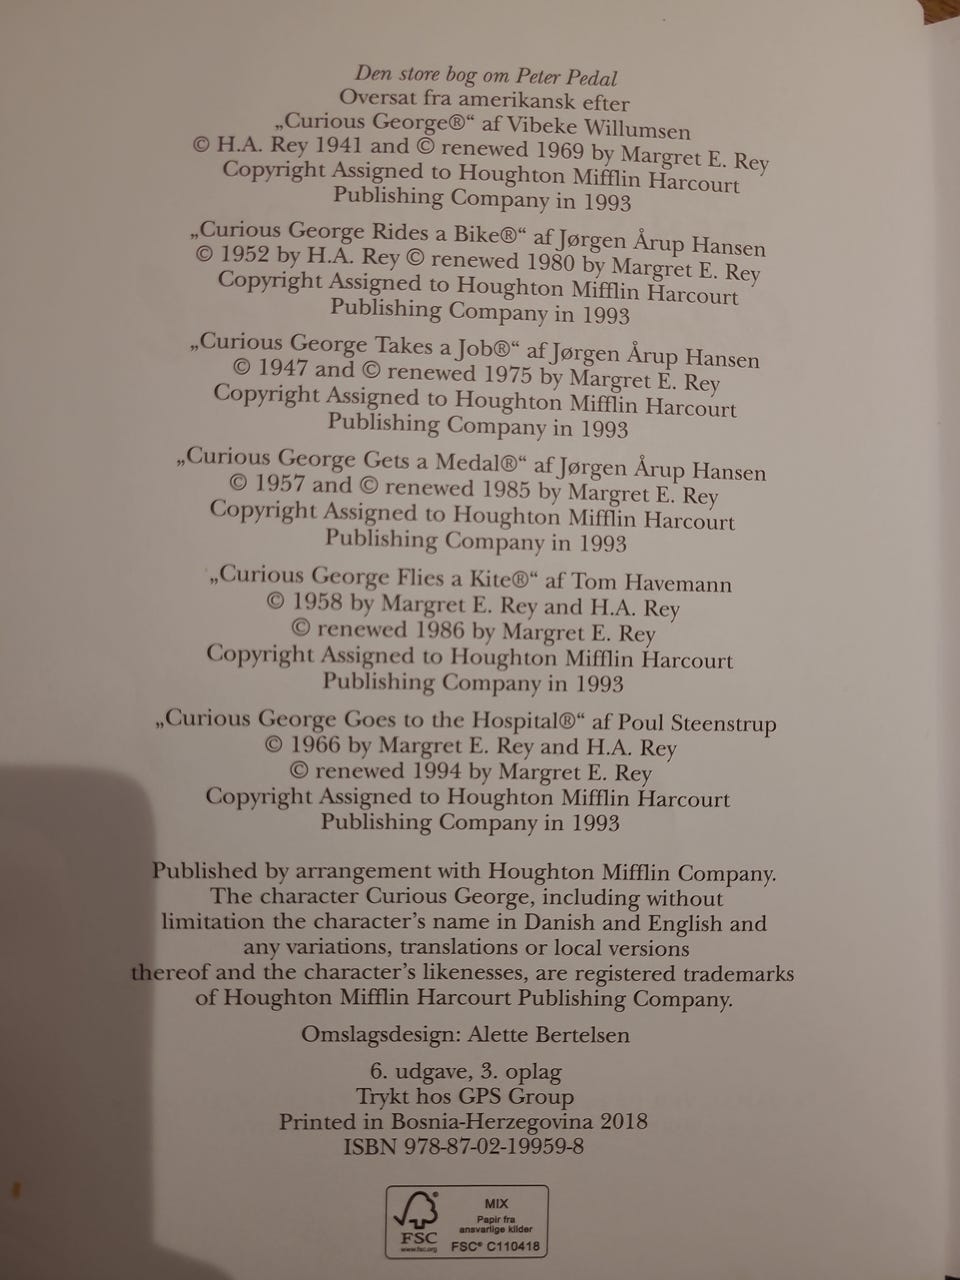 Den store bog om Peter Pedal
Oversat fra amerikansk efter
„Curious George®“ af Vibeke Willumsen
© H.A. Rey 1941 and © renewed 1969 by Margret E. Rey
Copyright Assigned to Houghton Mifflin Harcourt
Publishing Company in 1993
„Curious George Rides a Bike®“ af Jørgen Årup Hansen
© 1952 by H.A. Rey © renewed 1980 by Margret E. Rey
Copyright Assigned to Houghton Mifflin Harcourt
Publishing Company in 1993
„Curious George Takes a Job®“ af Jørgen Årup Hansen
© 1947 and © renewed 1975 by Margret E. Rey
Copyright Assigned to Houghton Mifflin Harcourt
Publishing Company in 1993
„Curious George Gets a Medal®“ af Jørgen Årup Hansen
© 1957 and © renewed 1985 by Margret E. Rey
Copyright Assigned to Houghton Mifflin Harcourt
Publishing Company in 1993
„Curious George Flies a Kite®“ af Tom Havemann
© 1958 by Margret E. Rey and H.A. Rey
© renewed 1986 by Margret E. Rey
Copyright Assigned to Houghton Mifflin Harcourt
Publishing Company in 1993
„Curious George Goes to the Hospital®“ af Poul Steenstrup
© 1966 by Margret E. Rey and H.A. Rey
© renewed 1994 by Margret E. Rey
Copyright Assigned to Houghton Mifflin Harcourt
Publishing Company in 1993
Published by arrangement with Houghton Mifflin Company.
The character Curious George, including without
limitation the character’s name in Danish and English and
any variations, translations or local versions
thereof and the character’s likenesses, are registered trademarks
of Houghton Mifflin Harcourt Publishing Company.
Omslagsdesign: Alette Bertelsen
6. udgave, 3. oplag
Trykt hos GPS Group
Printed in Bosnia-Herzegovina 2018
ISBN 978-87-02-19959-8
FSC
www.fsc.org
MIX
Papir fra
ansvarlige kilder
FSC® C110418